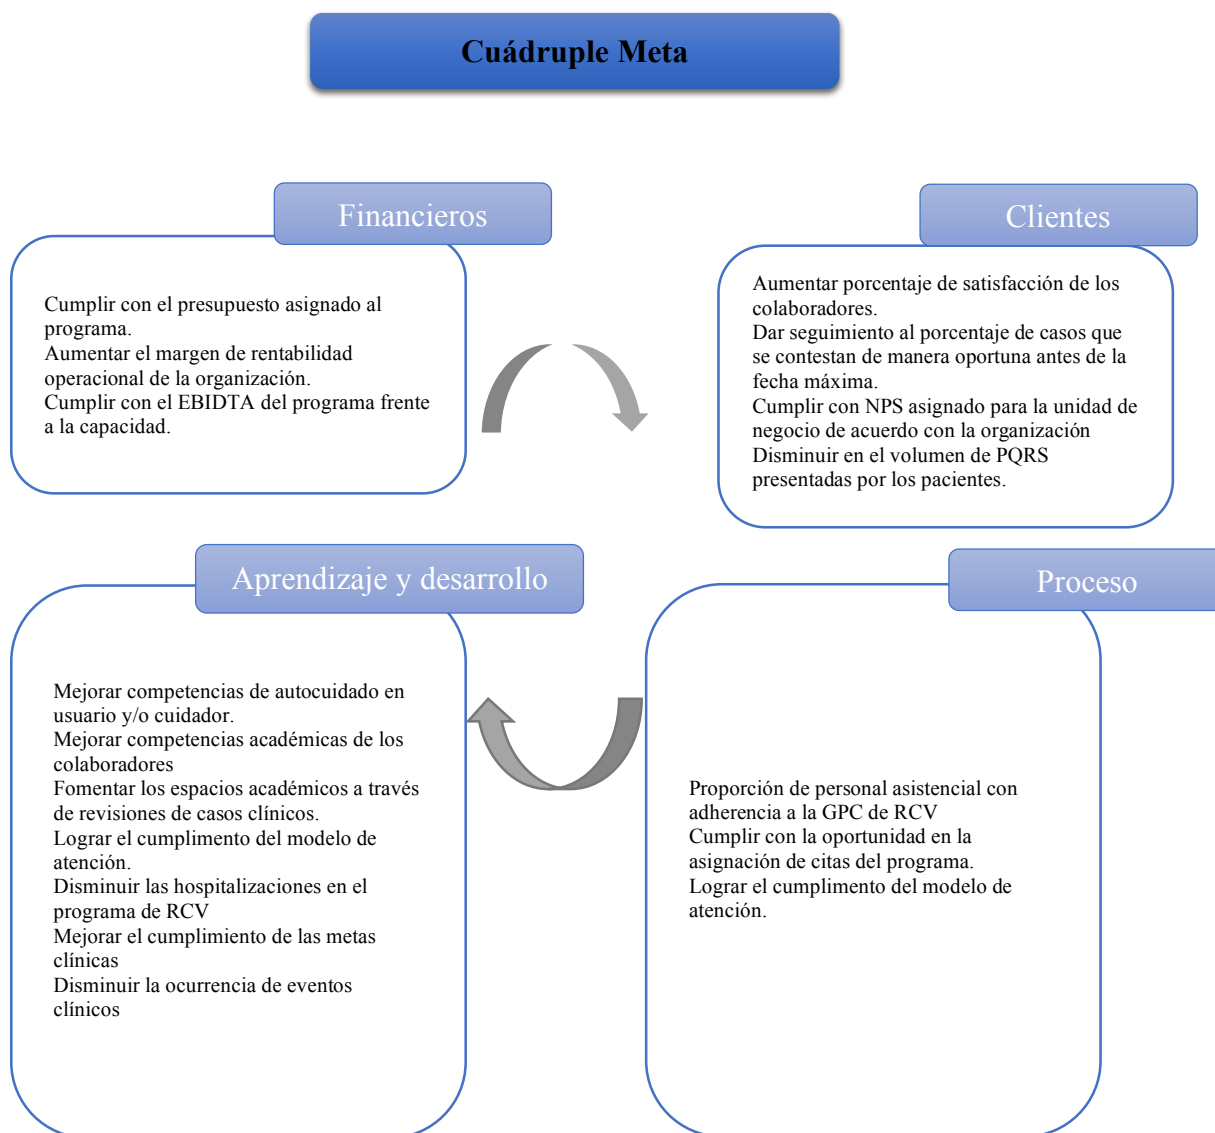 Cuádruple Meta
Financieros
Cumplir con el presupuesto asignado al
programa.
Aumentar el margen de rentabilidad
operacional de la organización.
Cumplir con el EBIDTA del programa frente
a la capacidad.
Clientes
Aumentar porcentaje de satisfacción de los
colaboradores.
Dar seguimiento al porcentaje de casos que
se contestan de manera oportuna antes de la
fecha máxima.
Cumplir con NPS asignado para la unidad de
negocio de acuerdo con la organización
Disminuir en el volumen de PQRS
presentadas por los pacientes.
Aprendizaje y desarrollo
Mejorar competencias de autocuidado en
usuario y/o cuidador.
Mejorar competencias académicas de los
colaboradores
Fomentar los espacios académicos a través
de revisiones de casos clínicos.
Lograr el cumplimento del modelo de
atención.
Disminuir las hospitalizaciones en el
programa de RCV
Mejorar el cumplimiento de las metas
clínicas
Disminuir la ocurrencia de eventos
clínicos
Proceso
Proporción de personal asistencial con
adherencia a la GPC de RCV
Cumplir con la oportunidad en la
asignación de citas del programa.
Lograr el cumplimento del modelo de
atención.